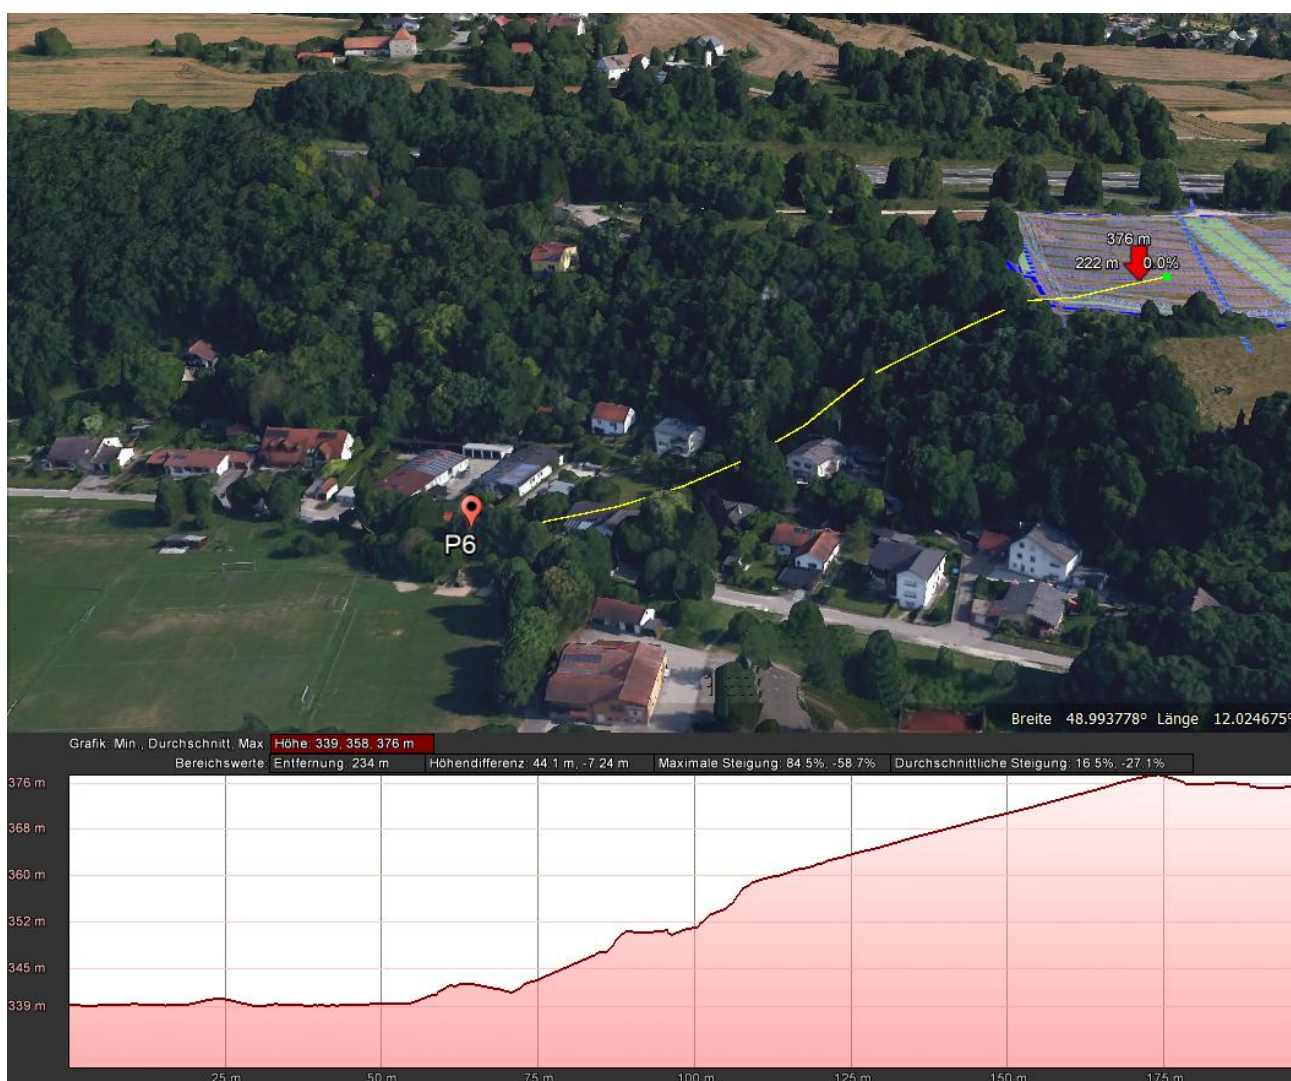 376 m
222 m 0.0%
P6
Breite 48.993778° Länge 12.024675°
Grafik: Min., Durchschnitt, Max. Höhe: 339, 358, 376 m
Bereichswerte: Entfernung: 234 m Höhendifferenz: 44.1 m, -7.24 m Maximale Steigung: 84.5%, -58.7% Durchschnittliche Steigung: 16.5%, -27.1%
376 m
368 m
360 m
352 m
345 m
339 m
25 m 50 m 75 m 100 m 125 m 150 m 175 m